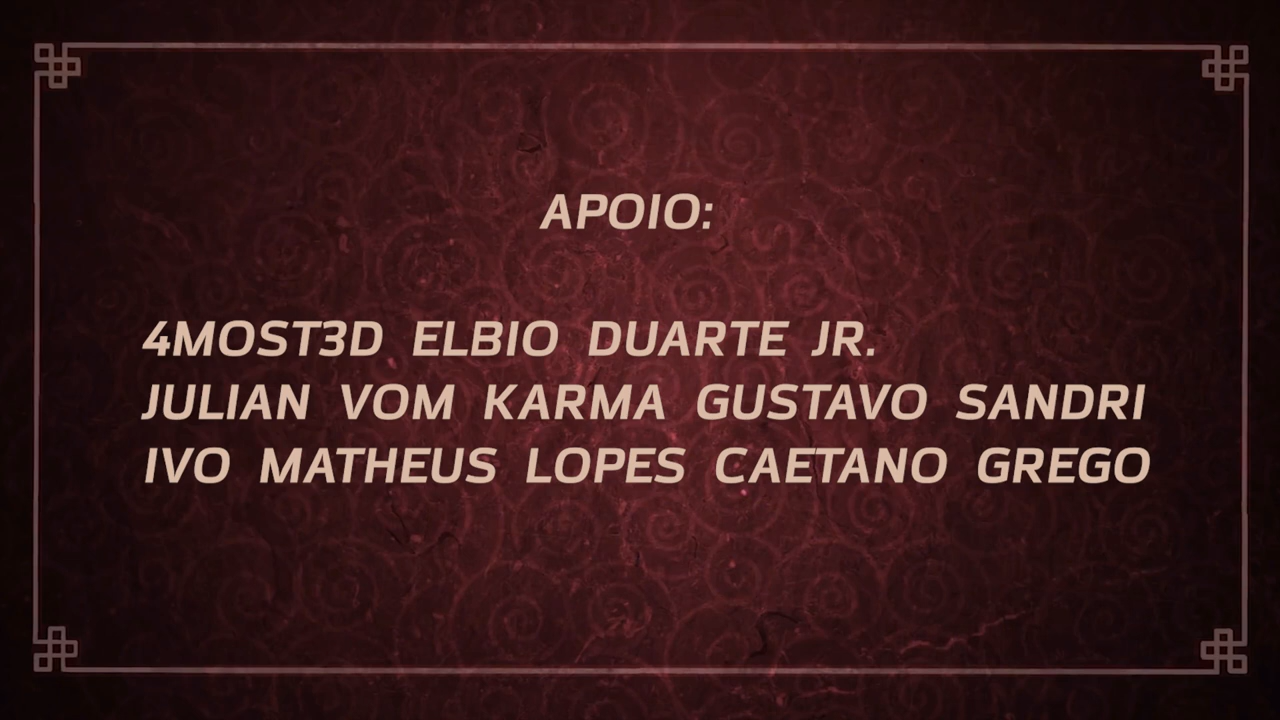 APOIO:
4MOST3D ELBIO DUARTE JR.
JULIAN VOM KARMA GUSTAVO SANDRI
IVO MATHEUS LOPES CAETANO GREGO